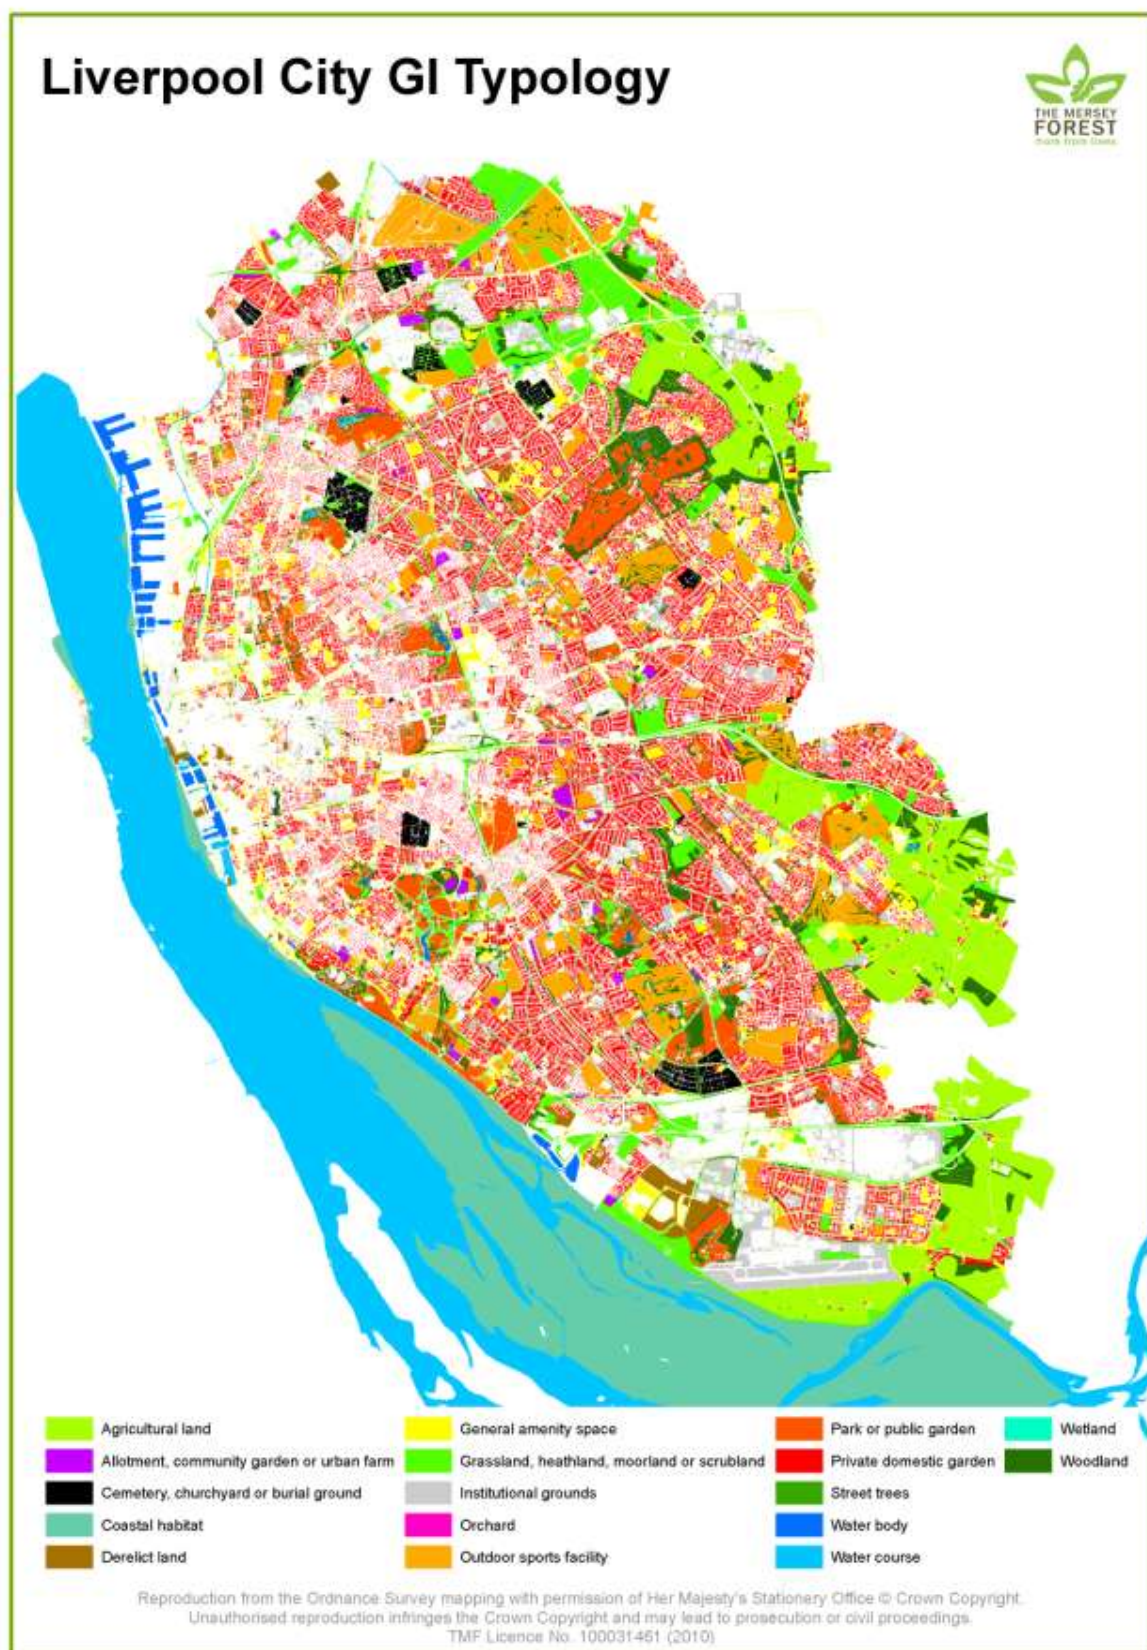 Liverpool City GI Typology
THE MERSEY
FOREST
more from trees
Agricultural land
Allotment, community garden or urban farm
Cemetery, churchyard or burial ground
Coastal habitat
Derelict land
General amenity space
Grassland, heathland, moorland or scrubland
Institutional grounds
Orchard
Outdoor sports facility
Park or public garden
Private domestic garden
Street trees
Water body
Water course
Wetland
Woodland
Reproduction from the Ordnance Survey mapping with permission of Her Majesty's Stationery Office © Crown Copyright.
Unauthorised reproduction infringes the Crown Copyright and may lead to prosecution or civil proceedings.
TMF Licence No. 100031461 (2010)